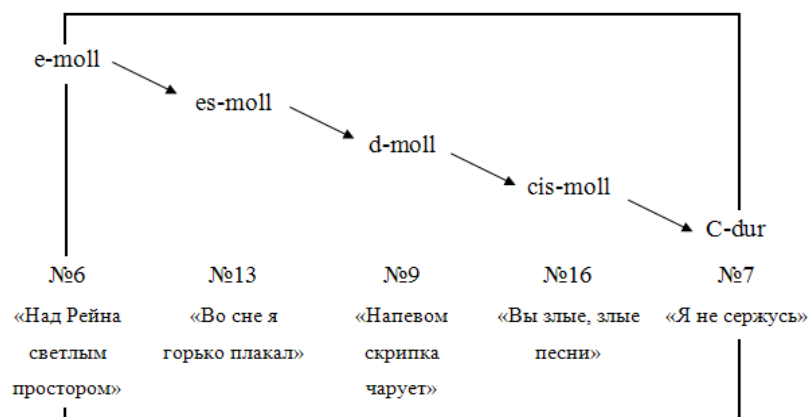 e-moll
es-moll
d-moll
cis-moll
C-dur
№6
№13
№9
№16
№7
«Над Рейна
светлым
простором»
«Во сне я
горько плакал»
«Напевом
скрипка
чарует»
«Вы злые, злые
песни»
«Я не сержусь»